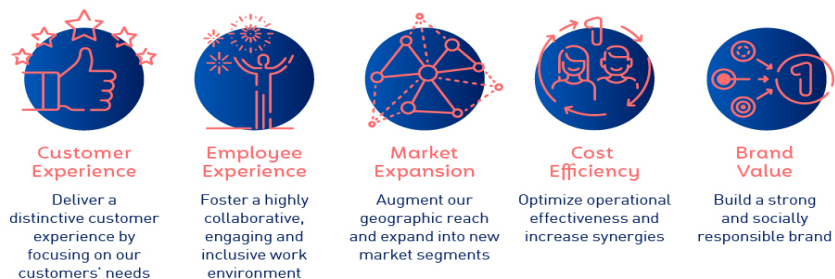 Customer
Experience
Deliver a
distinctive customer
experience by
focusing on our
customers' needs
Employee
Experience
Foster a highly
collaborative,
engaging and
inclusive work
environment
Market
Expansion
Augment our
geographic reach
and expand into new
market segments
1
Cost
Efficiency
Optimize operational
effectiveness and
increase synergies
1
Brand
Value
Build a strong
and socially
responsible brand